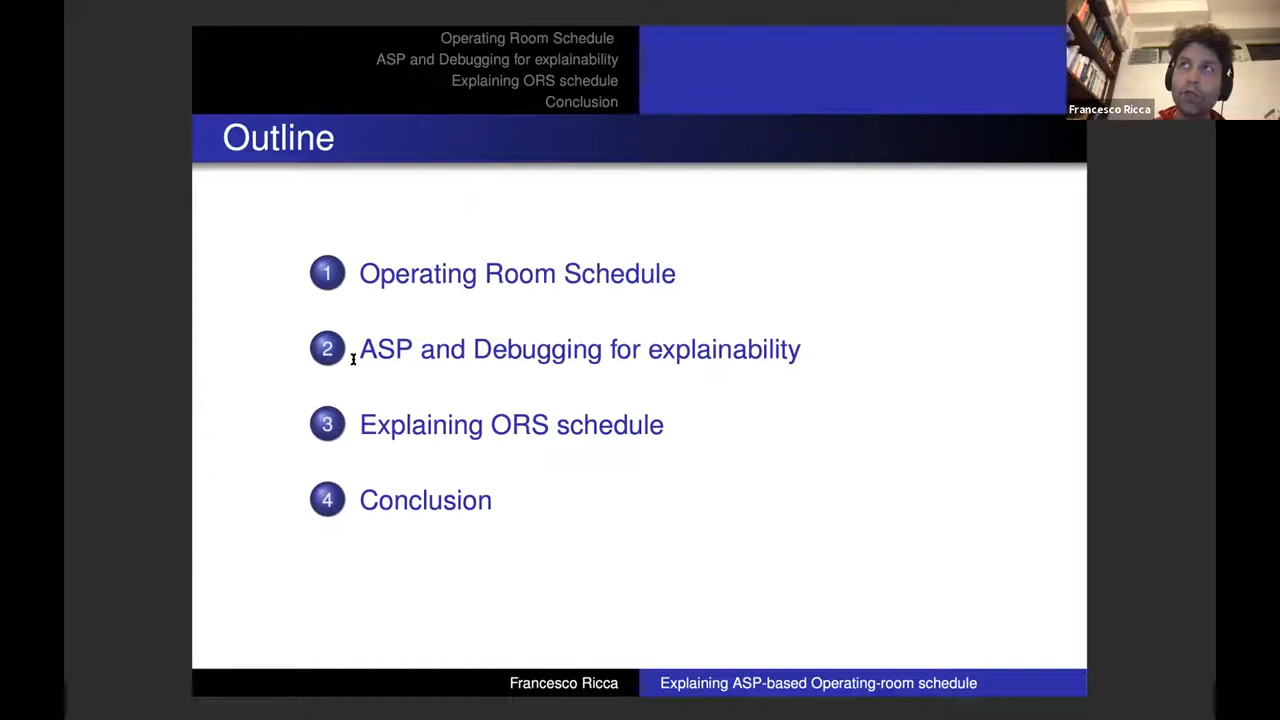 Operating Room Schedule
ASP and Debugging for explainability
Explaining ORS schedule
Conclusion
Francesco Ricca
Outline
1 Operating Room Schedule
2 ASP and Debugging for explainability
3 Explaining ORS schedule
4 Conclusion
Francesco Ricca Explaining ASP-based Operating-room schedule